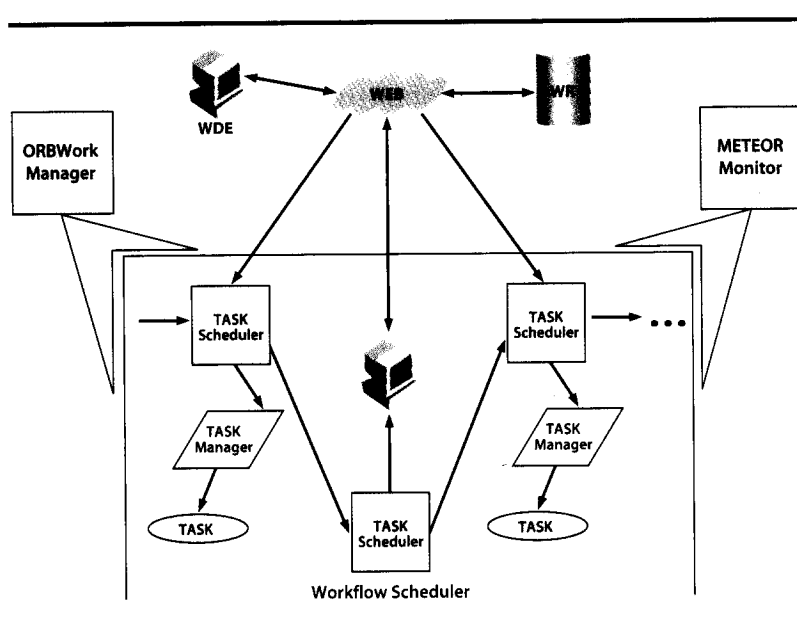 WEB
WR
WDE
ORBWork
Manager
METEOR
Monitor
TASK
Scheduler
TASK
Scheduler
...
TASK
Manager
TASK
Manager
TASK
TASK
Scheduler
TASK
Workflow Scheduler